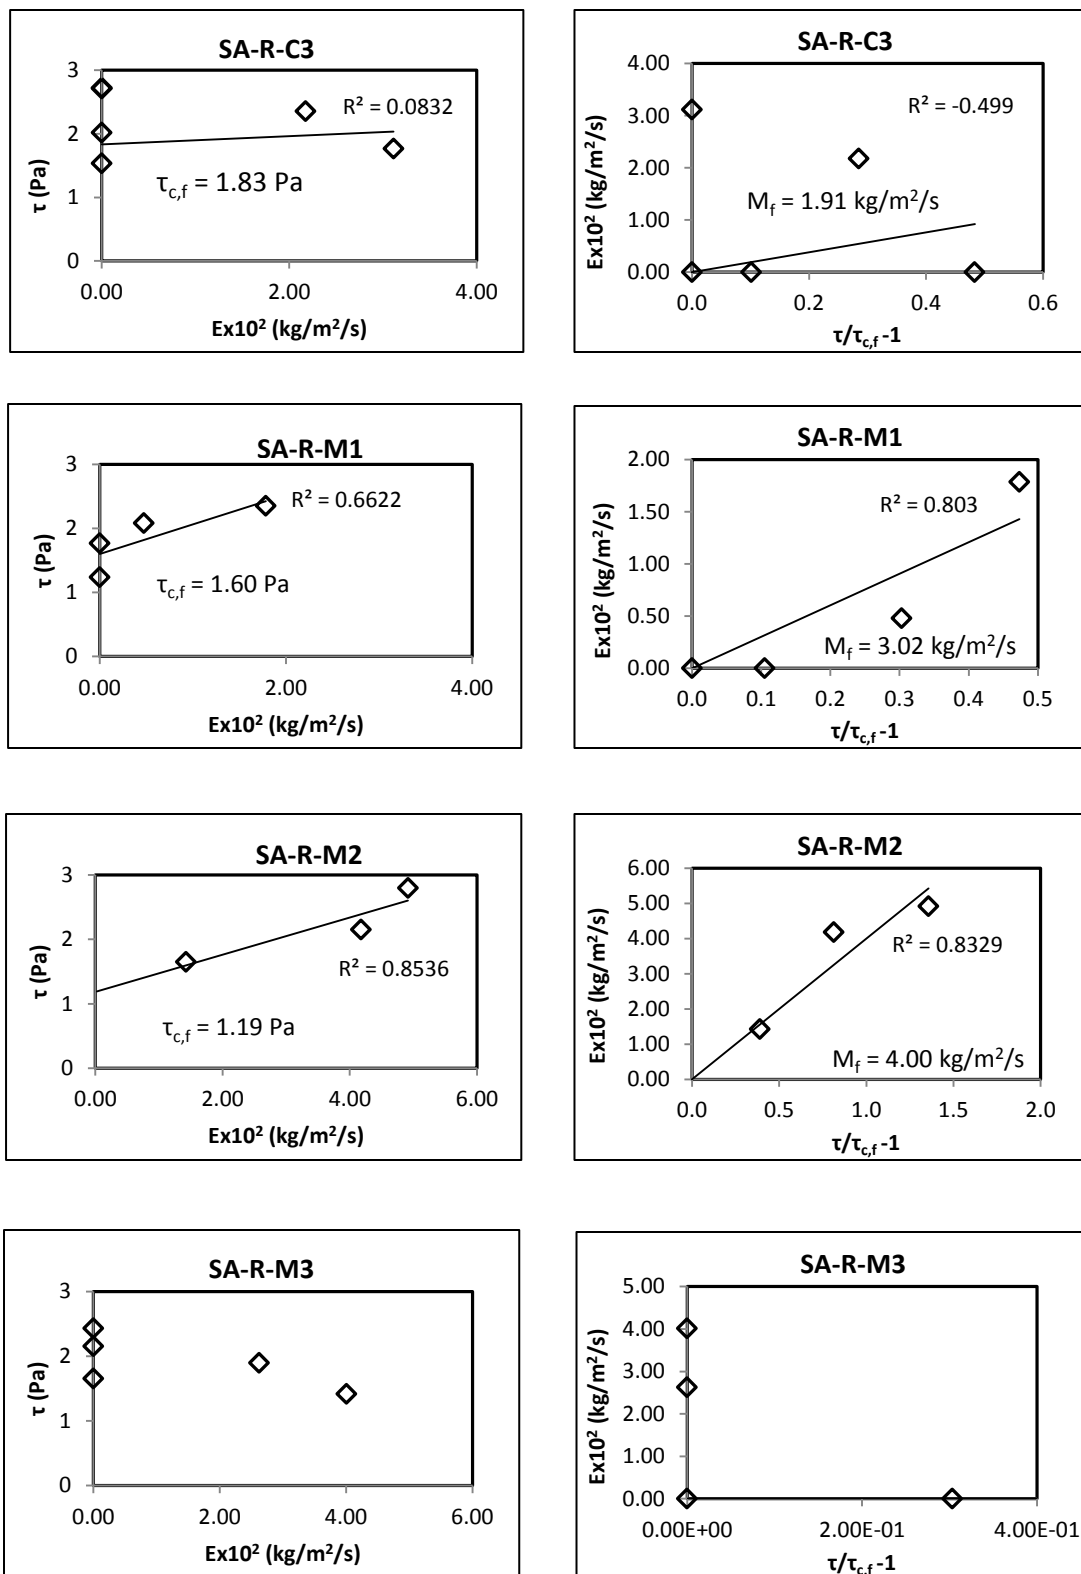 SA-R-C3
3
2
1
0
τ (Pa)
R² = 0.0832
τc,f = 1.83 Pa
0.00
2.00
4.00
Ex10² (kg/m²/s)
SA-R-C3
4.00
3.00
2.00
1.00
0.00
Ex10² (kg/m²/s)
R² = -0.499
Mf = 1.91 kg/m²/s
0.0
0.2
0.4
0.6
τ/τc,f -1
SA-R-M1
3
2
1
0
τ (Pa)
R² = 0.6622
τc,f = 1.60 Pa
0.00
2.00
4.00
Ex10² (kg/m²/s)
SA-R-M1
2.00
1.50
1.00
0.50
0.00
Ex10² (kg/m²/s)
R² = 0.803
Mf = 3.02 kg/m²/s
0.0
0.1
0.2
0.3
0.4
0.5
τ/τc,f -1
SA-R-M2
3
2
1
0
τ (Pa)
R² = 0.8536
τc,f = 1.19 Pa
0.00
2.00
4.00
6.00
Ex10² (kg/m²/s)
SA-R-M2
6.00
5.00
4.00
3.00
2.00
1.00
0.00
Ex10² (kg/m²/s)
R² = 0.8329
Mf = 4.00 kg/m²/s
0.0
0.5
1.0
1.5
2.0
τ/τc,f -1
SA-R-M3
3
2
1
0
τ (Pa)
0.00
2.00
4.00
6.00
Ex10² (kg/m²/s)
SA-R-M3
5.00
4.00
3.00
2.00
1.00
0.00
Ex10² (kg/m²/s)
0.00E+00
2.00E-01
4.00E-01
τ/τc,f -1